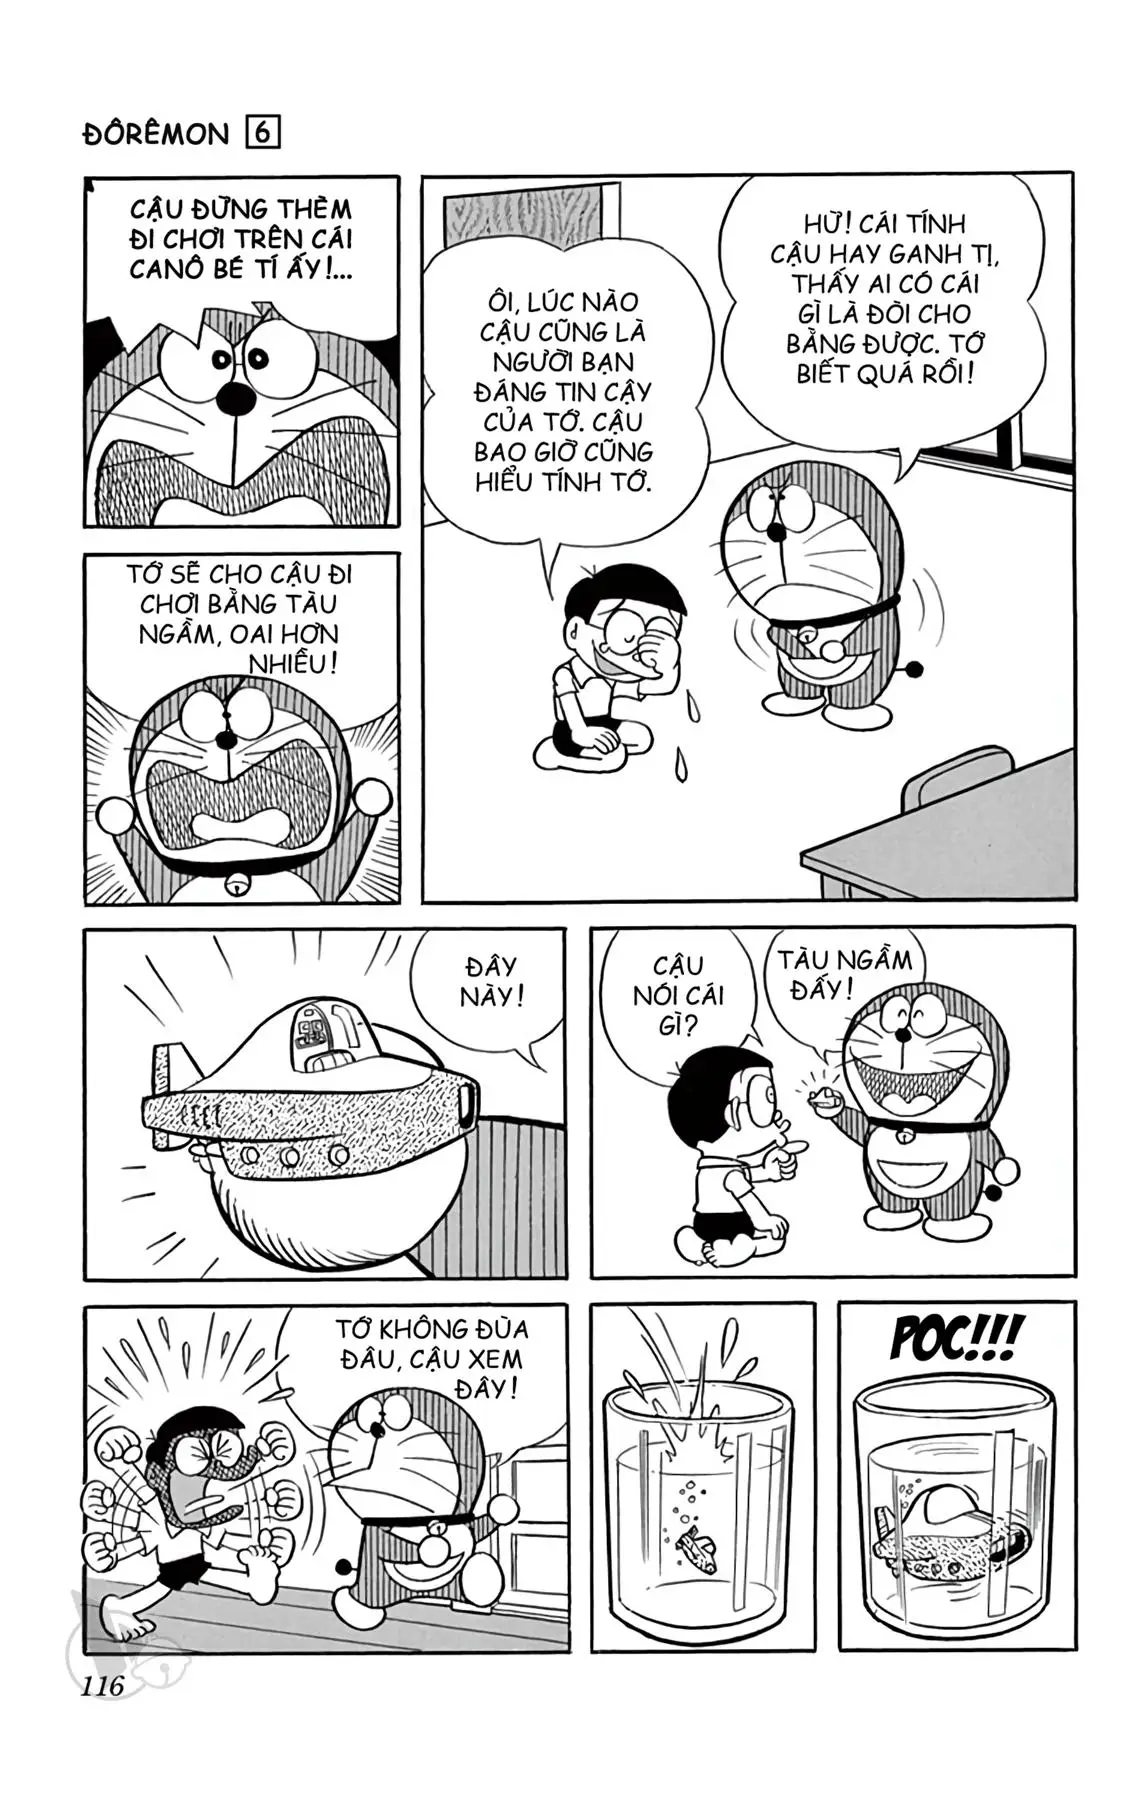 ĐÔRÊMON 6
HỪ! CÁI TÍNH
CẬU HAY GANH TỊ,
THẤY AI CÓ CÁI
GÌ LÀ ĐÒI CHO
BẰNG ĐƯỢC. TỚ
BIẾT QUÁ RỒI!
ÔI, LÚC NÀO
CẬU CŨNG LÀ
NGƯỜI BẠN
ĐÁNG TIN CẬY
CỦA TỚ. CẬU
BAO GIỜ CŨNG
HIỂU TÍNH TỚ.
CẬU ĐỪNG THÈM
ĐI CHƠI TRÊN CÁI
CANÔ BÉ TÍ ẤY!...
TỚ SẼ CHO CẬU ĐI
CHƠI BẰNG TÀU
NGẦM, OAI HƠN
NHIỀU!
ĐÂY
NÀY!
CẬU
NÓI CÁI
GÌ?
TÀU NGẦM
ĐẤY!
TỚ KHÔNG ĐÙA
ĐÂU, CẬU XEM
ĐÂY!
POC!!!
116